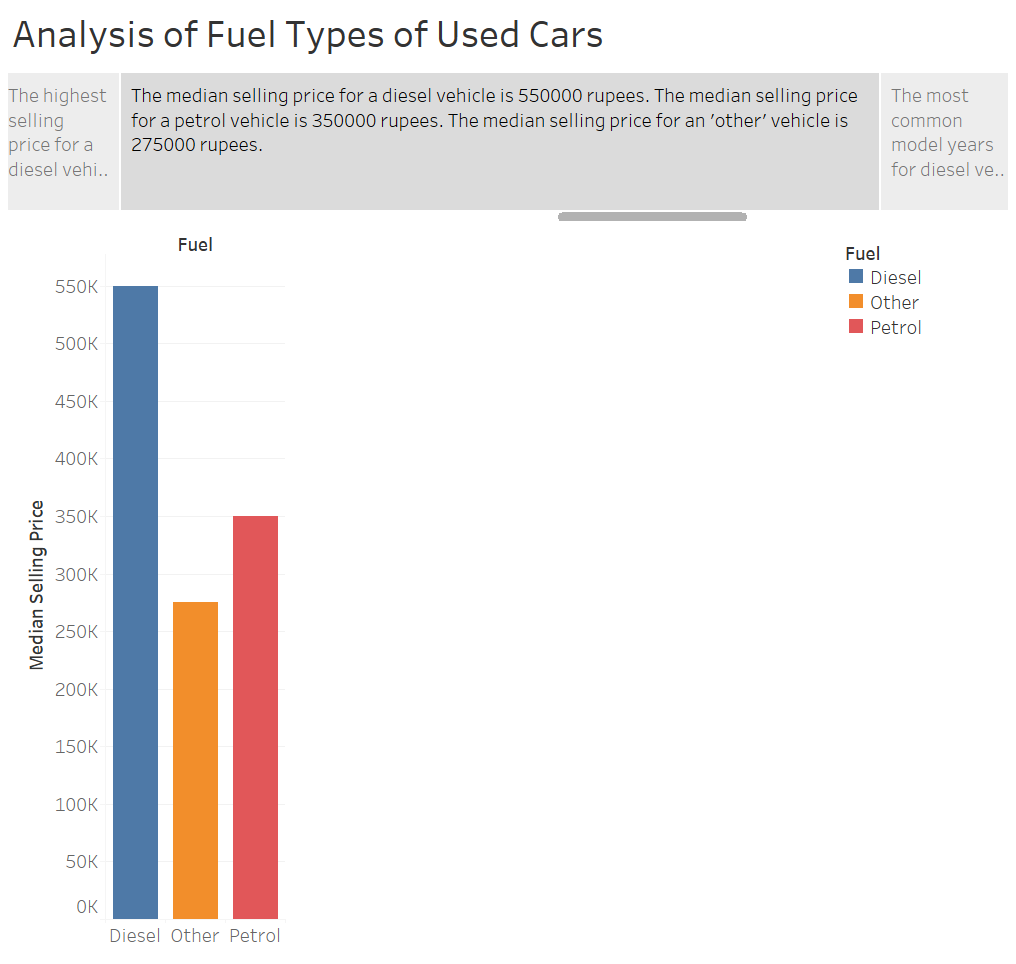 Analysis of Fuel Types of Used Cars
The highest
selling
price for a
diesel vehi..
The median selling price for a diesel vehicle is 550000 rupees. The median selling price
for a petrol vehicle is 350000 rupees. The median selling price for an 'other' vehicle is
275000 rupees.
The most
common
model years
for diesel ve..
Fuel
550K
500K
450K
400K
350K
300K
250K
200K
150K
100K
50K
0K
Median Selling Price
Diesel Other Petrol
Fuel
Diesel
Other
Petrol